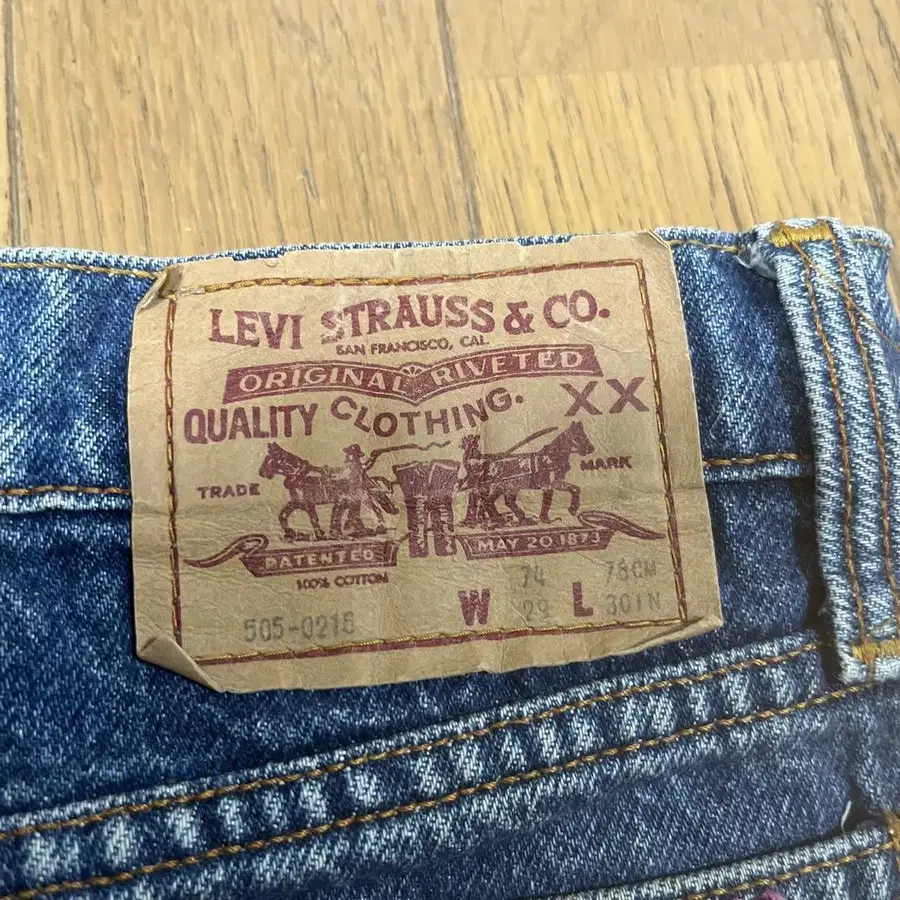 LEVI STRAUSS & CO.
SAN FRANCISCO, CAL.
ORIGINAL RIVETED
QUALITY CLOTHING. XX
TRADE MARK
PATENTED MAY 20 1873
100% COTTON
74 76CM
505-0216 W 29 L 30IN